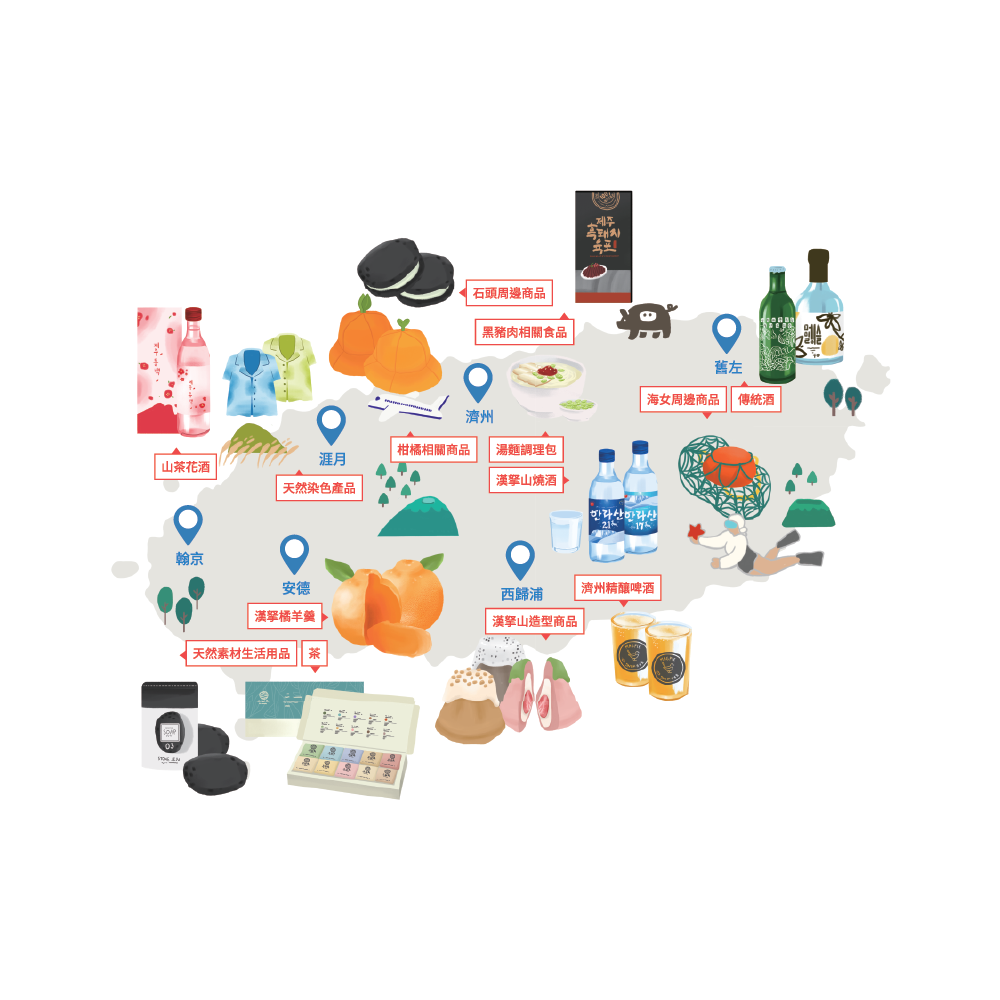 제주
흑돼지
육포
石頭周邊商品
黑豬肉相關食品
舊左
海女周邊商品
傳統酒
濟州
涯月
柑橘相關商品
湯麵調理包
山茶花酒
天然染色產品
漢拏山燒酒
한라산
21
한라산
17
翰京
安德
西歸浦
濟州精釀啤酒
漢拏橘羊羹
漢拏山造型商品
天然素材生活用品
茶
MAGPIE
MAGPIE
SOAP